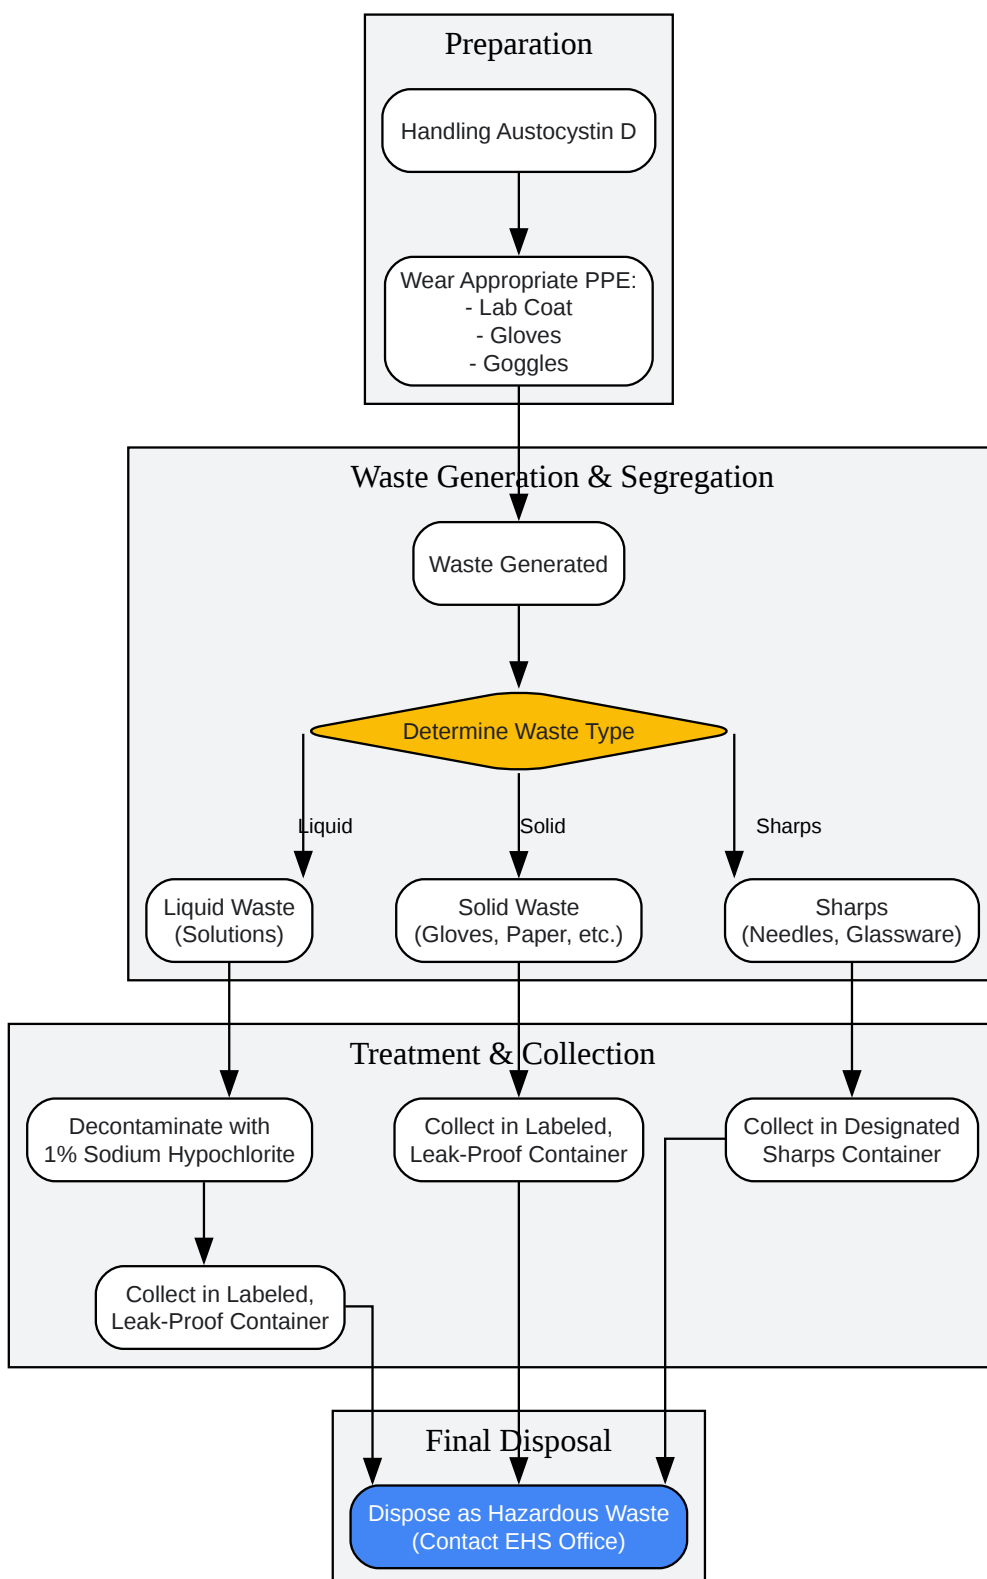 Preparation
Handling Austocystin D
Wear Appropriate PPE:
- Lab Coat
- Gloves
- Goggles
Waste Generation & Segregation
Waste Generated
Determine Waste Type
Liquid
Solid
Sharps
Liquid Waste
(Solutions)
Solid Waste
(Gloves, Paper, etc.)
Sharps
(Needles, Glassware)
Treatment & Collection
Decontaminate with
1% Sodium Hypochlorite
Collect in Labeled,
Leak-Proof Container
Collect in Designated
Sharps Container
Collect in Labeled,
Leak-Proof Container
Final Disposal
Dispose as Hazardous Waste
(Contact EHS Office)